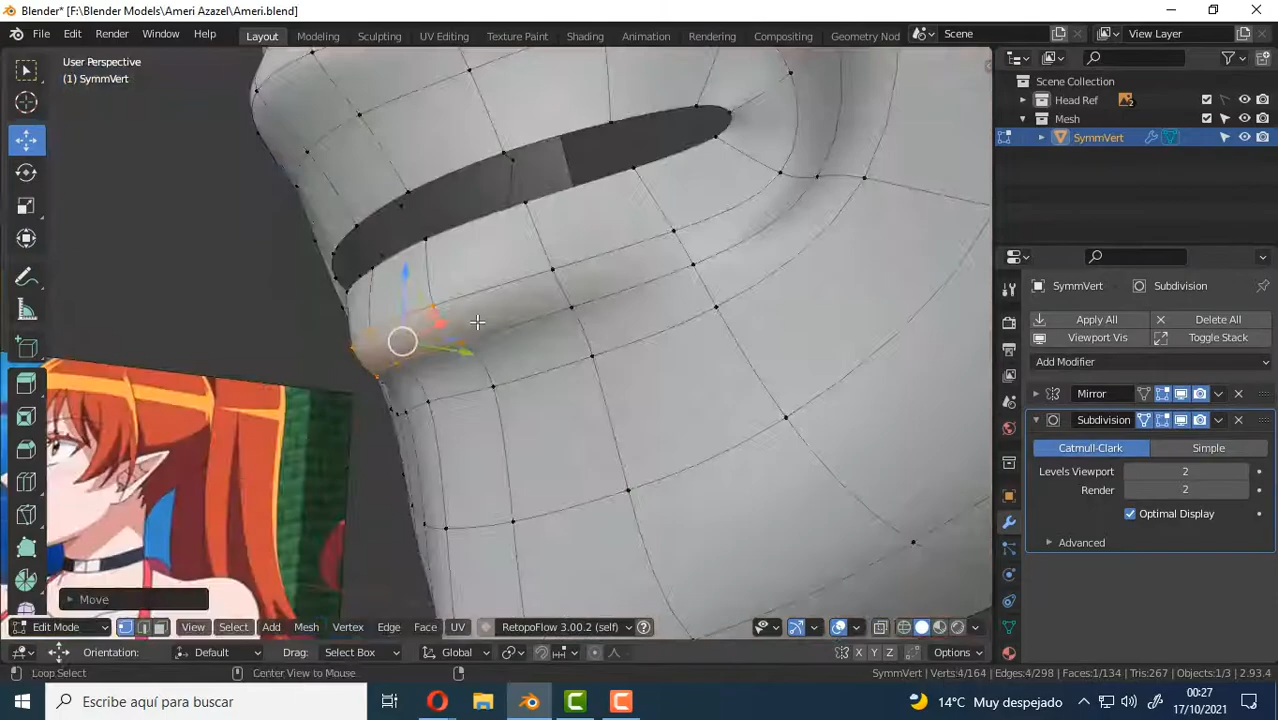 Blender* [F:\Blender Models\Ameri Azazel\Ameri.blend]
File Edit Render Window Help
Layout Modeling Sculpting UV Editing Texture Paint Shading Animation Rendering Compositing Geometry Nod
Scene
View Layer
User Perspective
(1) SymmVert
Scene Collection
Head Ref 2
Mesh
SymmVert
SymmVert Subdivision
Apply All Delete All
Viewport Vis Toggle Stack
Add Modifier
Mirror
Subdivision
Catmull-Clark Simple
Levels Viewport 2
Render 2
Optimal Display
Advanced
Move
Edit Mode View Select Add Mesh Vertex Edge Face UV RetopoFlow 3.00.2 (self)
Orientation: Default Drag: Select Box Global X Y Z Options
Loop Select Center View to Mouse SymmVert | Verts:4/164 | Edges:4/298 | Faces:1/134 | Tris:267 | Objects:1/3 | 2.93.4
Escribe aquí para buscar
14°C Muy despejado
00:27
17/10/2021